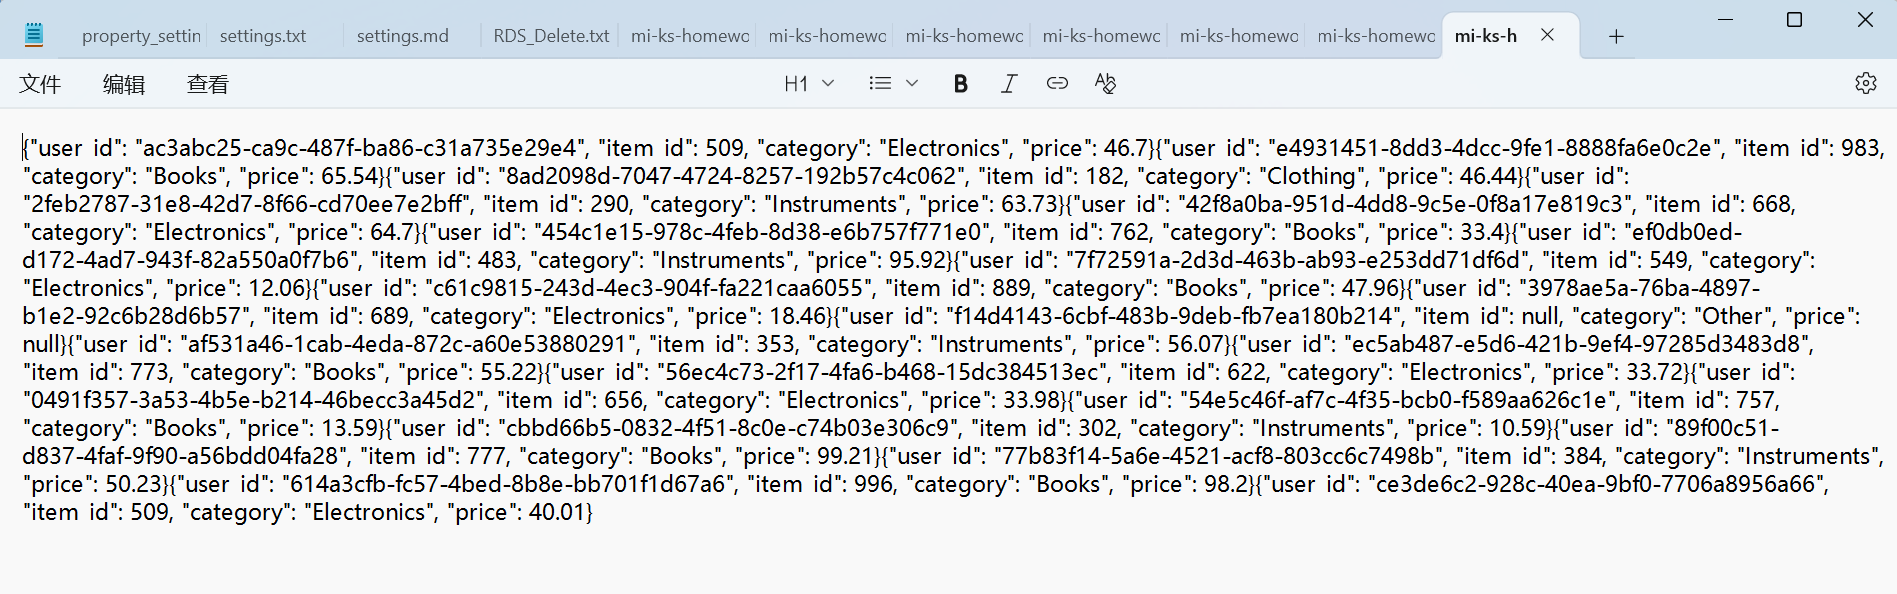 property_settin
settings.txt
settings.md
RDS_Delete.txt
mi-ks-homewo
mi-ks-homewo
mi-ks-homewo
mi-ks-homewo
mi-ks-homewo
mi-ks-homewo
mi-ks-h
文件 编辑 查看
H1 B I
{"user id": "ac3abc25-ca9c-487f-ba86-c31a735e29e4", "item id": 509, "category": "Electronics", "price": 46.7}{"user id": "e4931451-8dd3-4dcc-9fe1-8888fa6e0c2e", "item id": 983,
"category": "Books", "price": 65.54}{"user id": "8ad2098d-7047-4724-8257-192b57c4c062", "item id": 182, "category": "Clothing", "price": 46.44}{"user id":
"2feb2787-31e8-42d7-8f66-cd70ee7e2bff", "item id": 290, "category": "Instruments", "price": 63.73}{"user id": "42f8a0ba-951d-4dd8-9c5e-0f8a17e819c3", "item id": 668,
"category": "Electronics", "price": 64.7}{"user id": "454c1e15-978c-4feb-8d38-e6b757f771e0", "item id": 762, "category": "Books", "price": 33.4}{"user id": "ef0db0ed-
d172-4ad7-943f-82a550a0f7b6", "item id": 483, "category": "Instruments", "price": 95.92}{"user id": "7f72591a-2d3d-463b-ab93-e253dd71df6d", "item id": 549, "category":
"Electronics", "price": 12.06}{"user id": "c61c9815-243d-4ec3-904f-fa221caa6055", "item id": 889, "category": "Books", "price": 47.96}{"user id": "3978ae5a-76ba-4897-
b1e2-92c6b28d6b57", "item id": 689, "category": "Electronics", "price": 18.46}{"user id": "f14d4143-6cbf-483b-9deb-fb7ea180b214", "item id": null, "category": "Other", "price":
null}{"user id": "af531a46-1cab-4eda-872c-a60e53880291", "item id": 353, "category": "Instruments", "price": 56.07}{"user id": "ec5ab487-e5d6-421b-9ef4-97285d3483d8",
"item id": 773, "category": "Books", "price": 55.22}{"user id": "56ec4c73-2f17-4fa6-b468-15dc384513ec", "item id": 622, "category": "Electronics", "price": 33.72}{"user id":
"0491f357-3a53-4b5e-b214-46becc3a45d2", "item id": 656, "category": "Electronics", "price": 33.98}{"user id": "54e5c46f-af7c-4f35-bcb0-f589aa626c1e", "item id": 757,
"category": "Books", "price": 13.59}{"user id": "cbbd66b5-0832-4f51-8c0e-c74b03e306c9", "item id": 302, "category": "Instruments", "price": 10.59}{"user id": "89f00c51-
d837-4faf-9f90-a56bdd04fa28", "item id": 777, "category": "Books", "price": 99.21}{"user id": "77b83f14-5a6e-4521-acf8-803cc6c7498b", "item id": 384, "category": "Instruments",
"price": 50.23}{"user id": "614a3cfb-fc57-4bed-8b8e-bb701f1d67a6", "item id": 996, "category": "Books", "price": 98.2}{"user id": "ce3de6c2-928c-40ea-9bf0-7706a8956a66",
"item id": 509, "category": "Electronics", "price": 40.01}